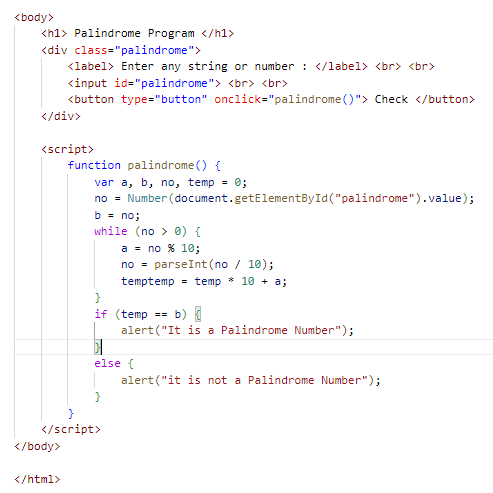 <body>
<h1> Palindrome Program </h1>
<div class="palindrome">
<label> Enter any string or number : </label> <br> <br>
<input id="palindrome"> <br> <br>
<button type="button" onclick="palindrome()"> Check </button>
</div>
<script>
function palindrome() {
var a, b, no, temp = 0;
no = Number(document.getElementById("palindrome").value);
b = no;
while (no > 0) {
a = no % 10;
no = parseInt(no / 10);
temptemp = temp * 10 + a;
}
if (temp == b) {
alert("It is a Palindrome Number");
}
else {
alert("it is not a Palindrome Number");
}
}
</script>
</body>
</html>